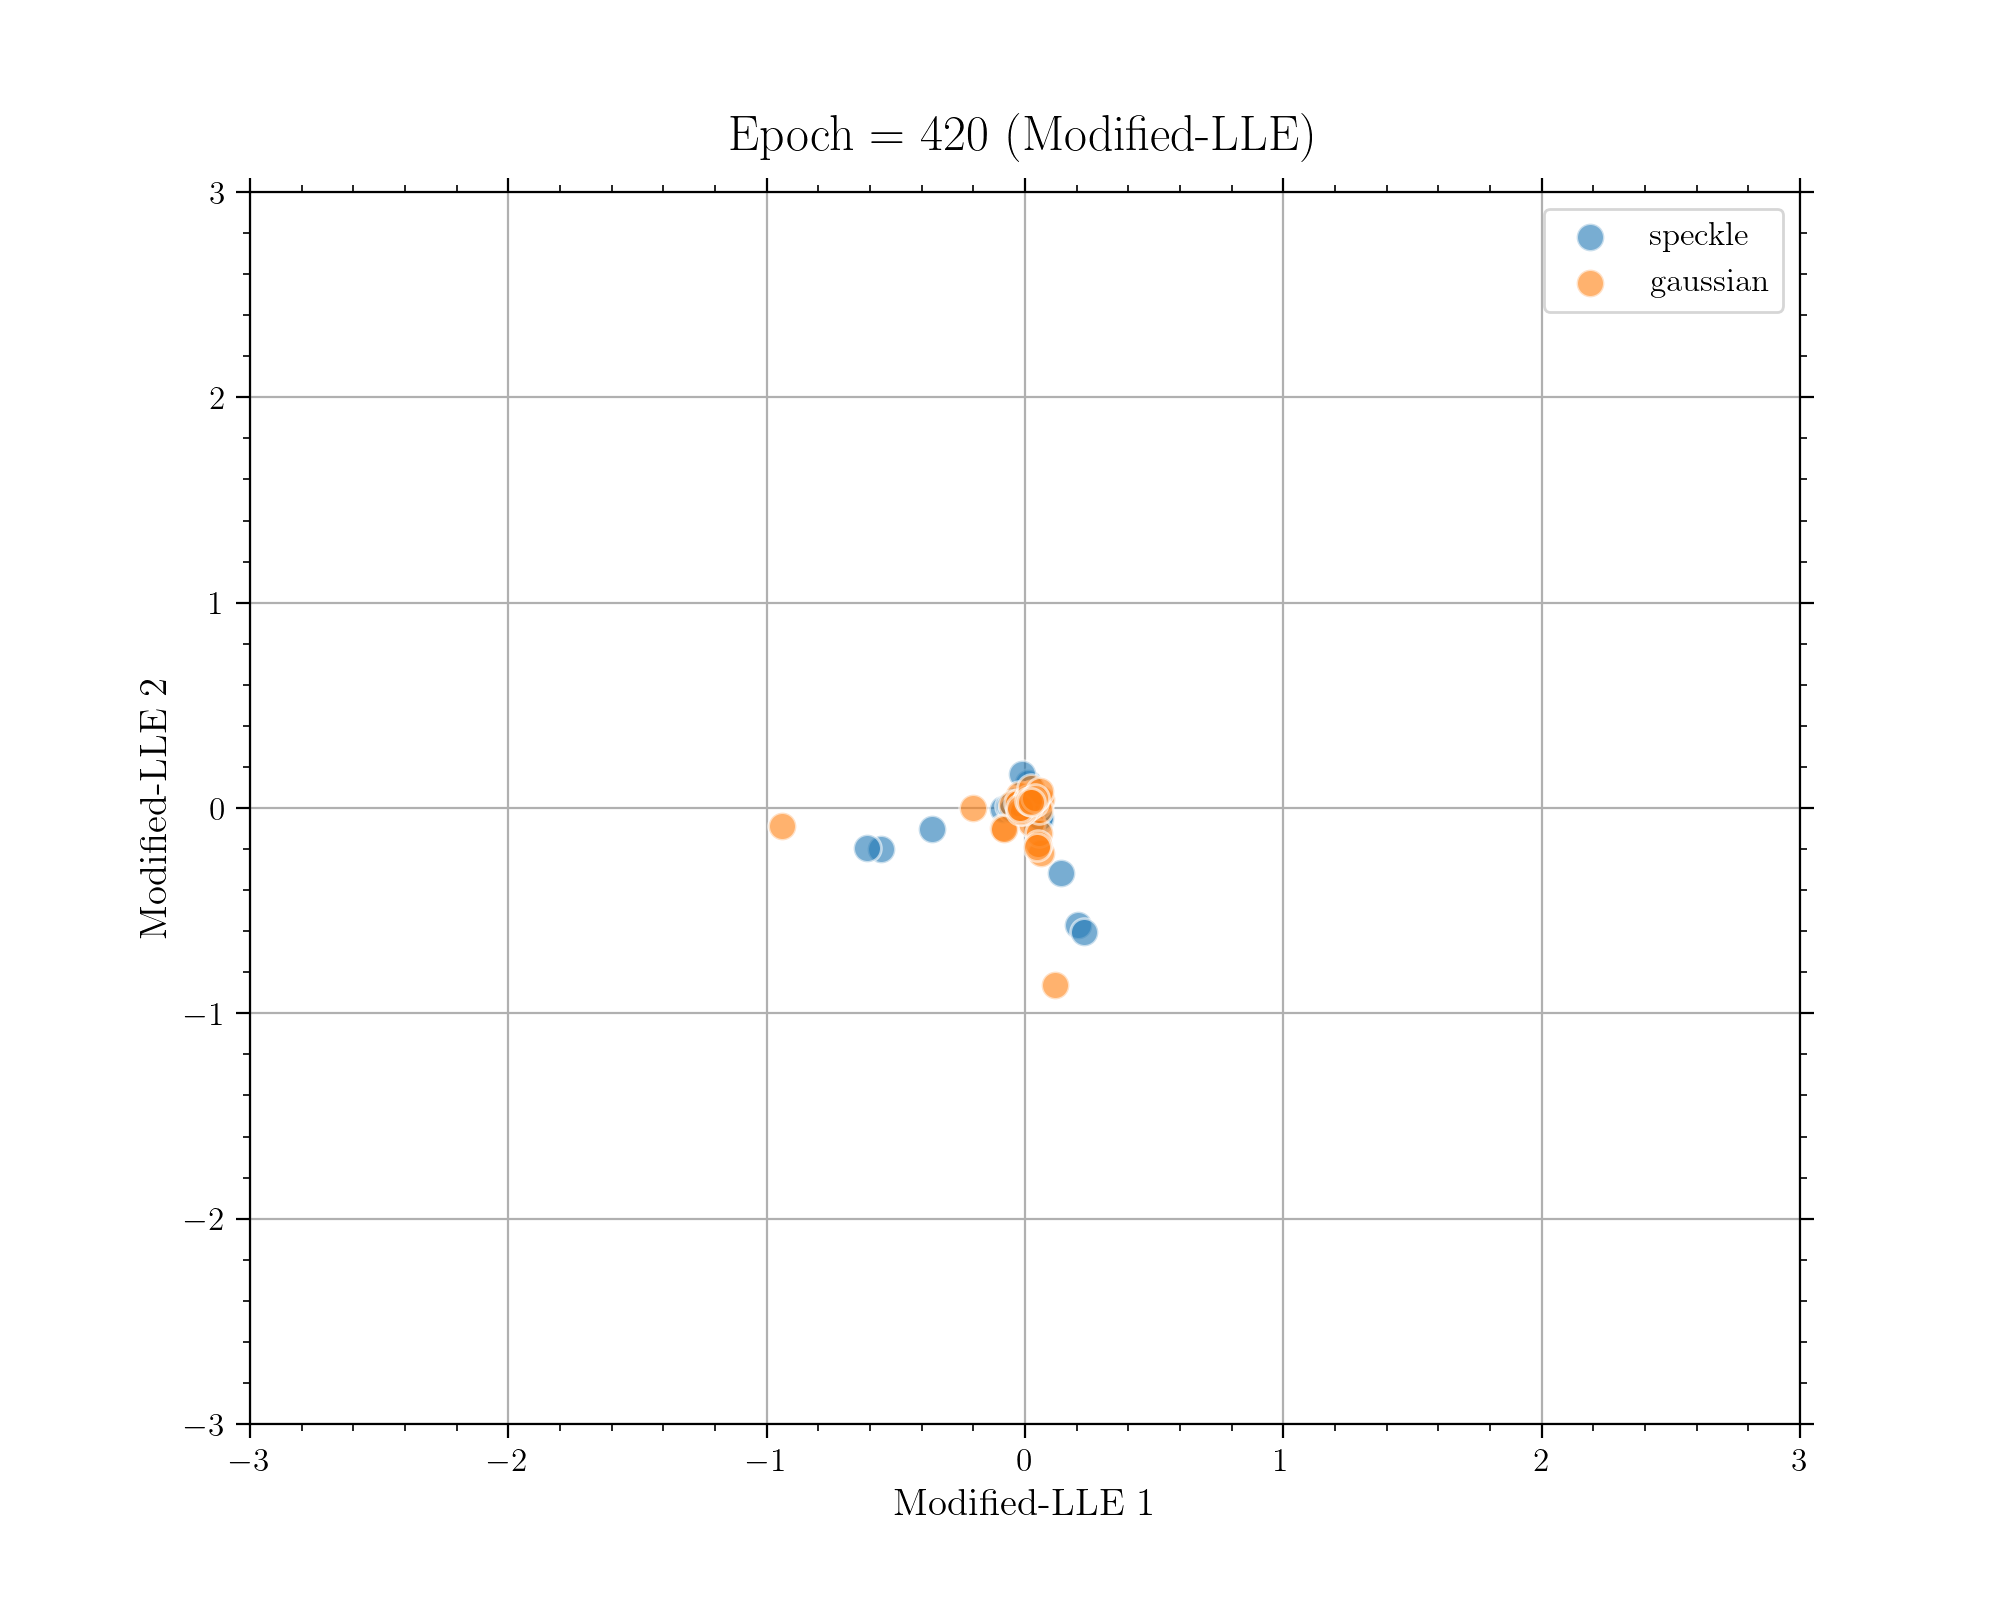 Epoch = 420 (Modified-LLE)
3
2
1
0
−1
−2
−3
Modified-LLE 2
speckle
gaussian
−3
−2
−1
0
1
2
3
Modified-LLE 1